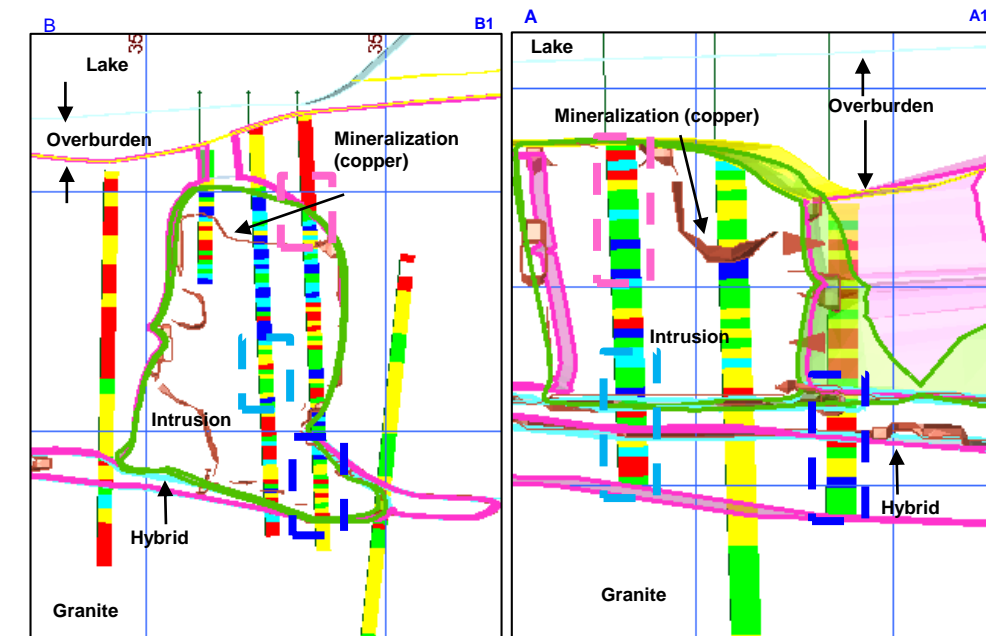 B
B1
35
35
Lake
Overburden
Mineralization
(copper)
Intrusion
Hybrid
Granite
A
A1
Lake
Mineralization (copper)
Overburden
Intrusion
Hybrid
Granite